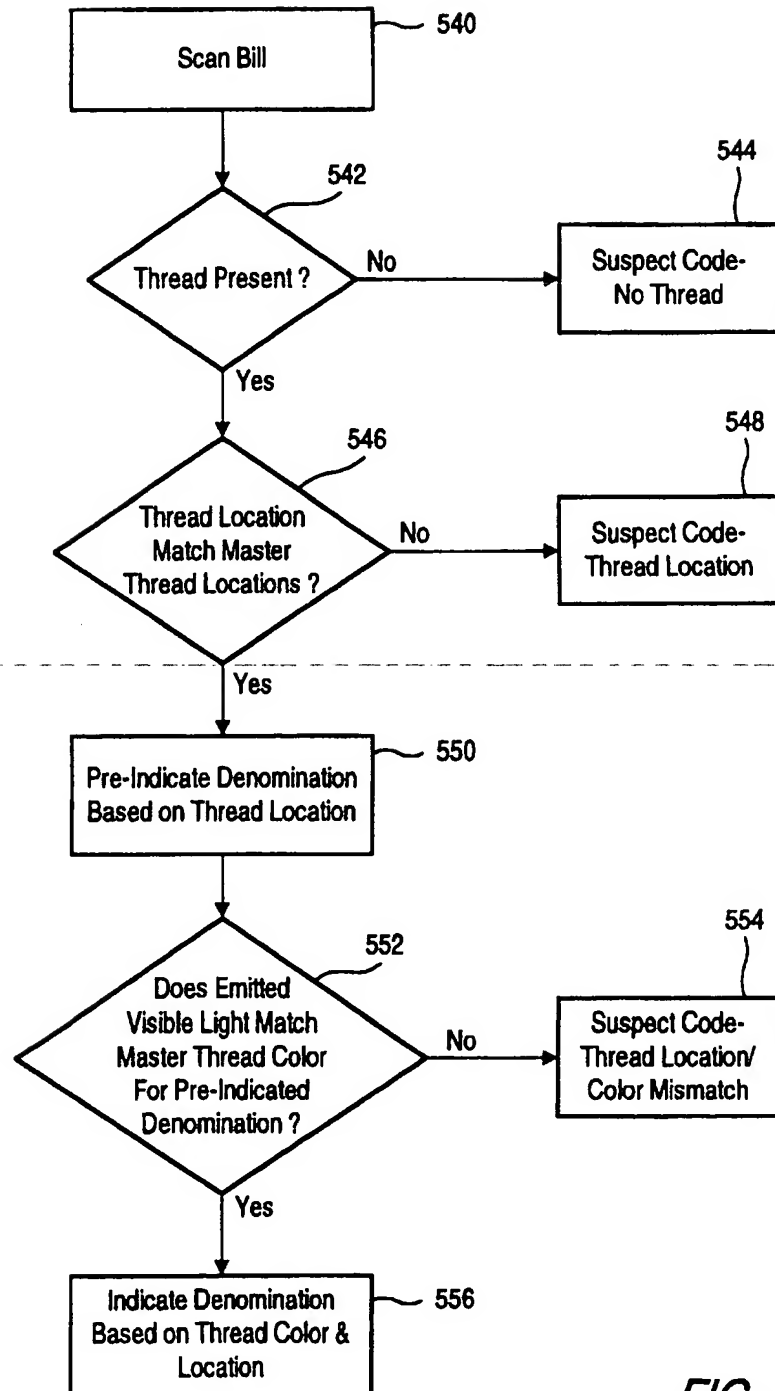 540
Scan Bill
542
544
Thread Present ?
No
Suspect Code-
No Thread
Yes
546
548
Thread Location
Match Master
Thread Locations ?
No
Suspect Code-
Thread Location
Yes
550
Pre-Indicate Denomination
Based on Thread Location
552
554
Does Emitted
Visible Light Match
Master Thread Color
For Pre-Indicated
Denomination ?
No
Suspect Code-
Thread Location/
Color Mismatch
Yes
556
Indicate Denomination
Based on Thread Color &
Location
FIG